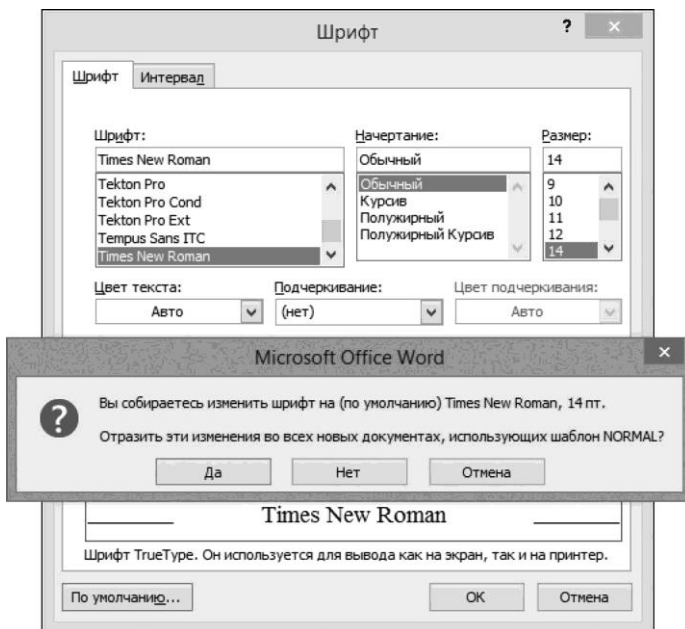 Шрифт ? ×
Шрифт Интервал
Шрифт: Начертание: Размер:
Times New Roman Обычный 14
Tekton Pro Обычный 9
Tekton Pro Cond Курсив 10
Tekton Pro Ext Полужирный 11
Tempus Sans ITC Полужирный Курсив 12
Times New Roman 14
Цвет текста: Подчеркивание: Цвет подчеркивания:
Авто (нет) Авто
Microsoft Office Word ×
Вы собираетесь изменить шрифт на (по умолчанию) Times New Roman, 14 пт.
Отразить эти изменения во всех новых документах, использующих шаблон NORMAL?
Да Нет Отмена
Times New Roman
Шрифт TrueType. Он используется для вывода как на экран, так и на принтер.
По умолчанию... ОК Отмена